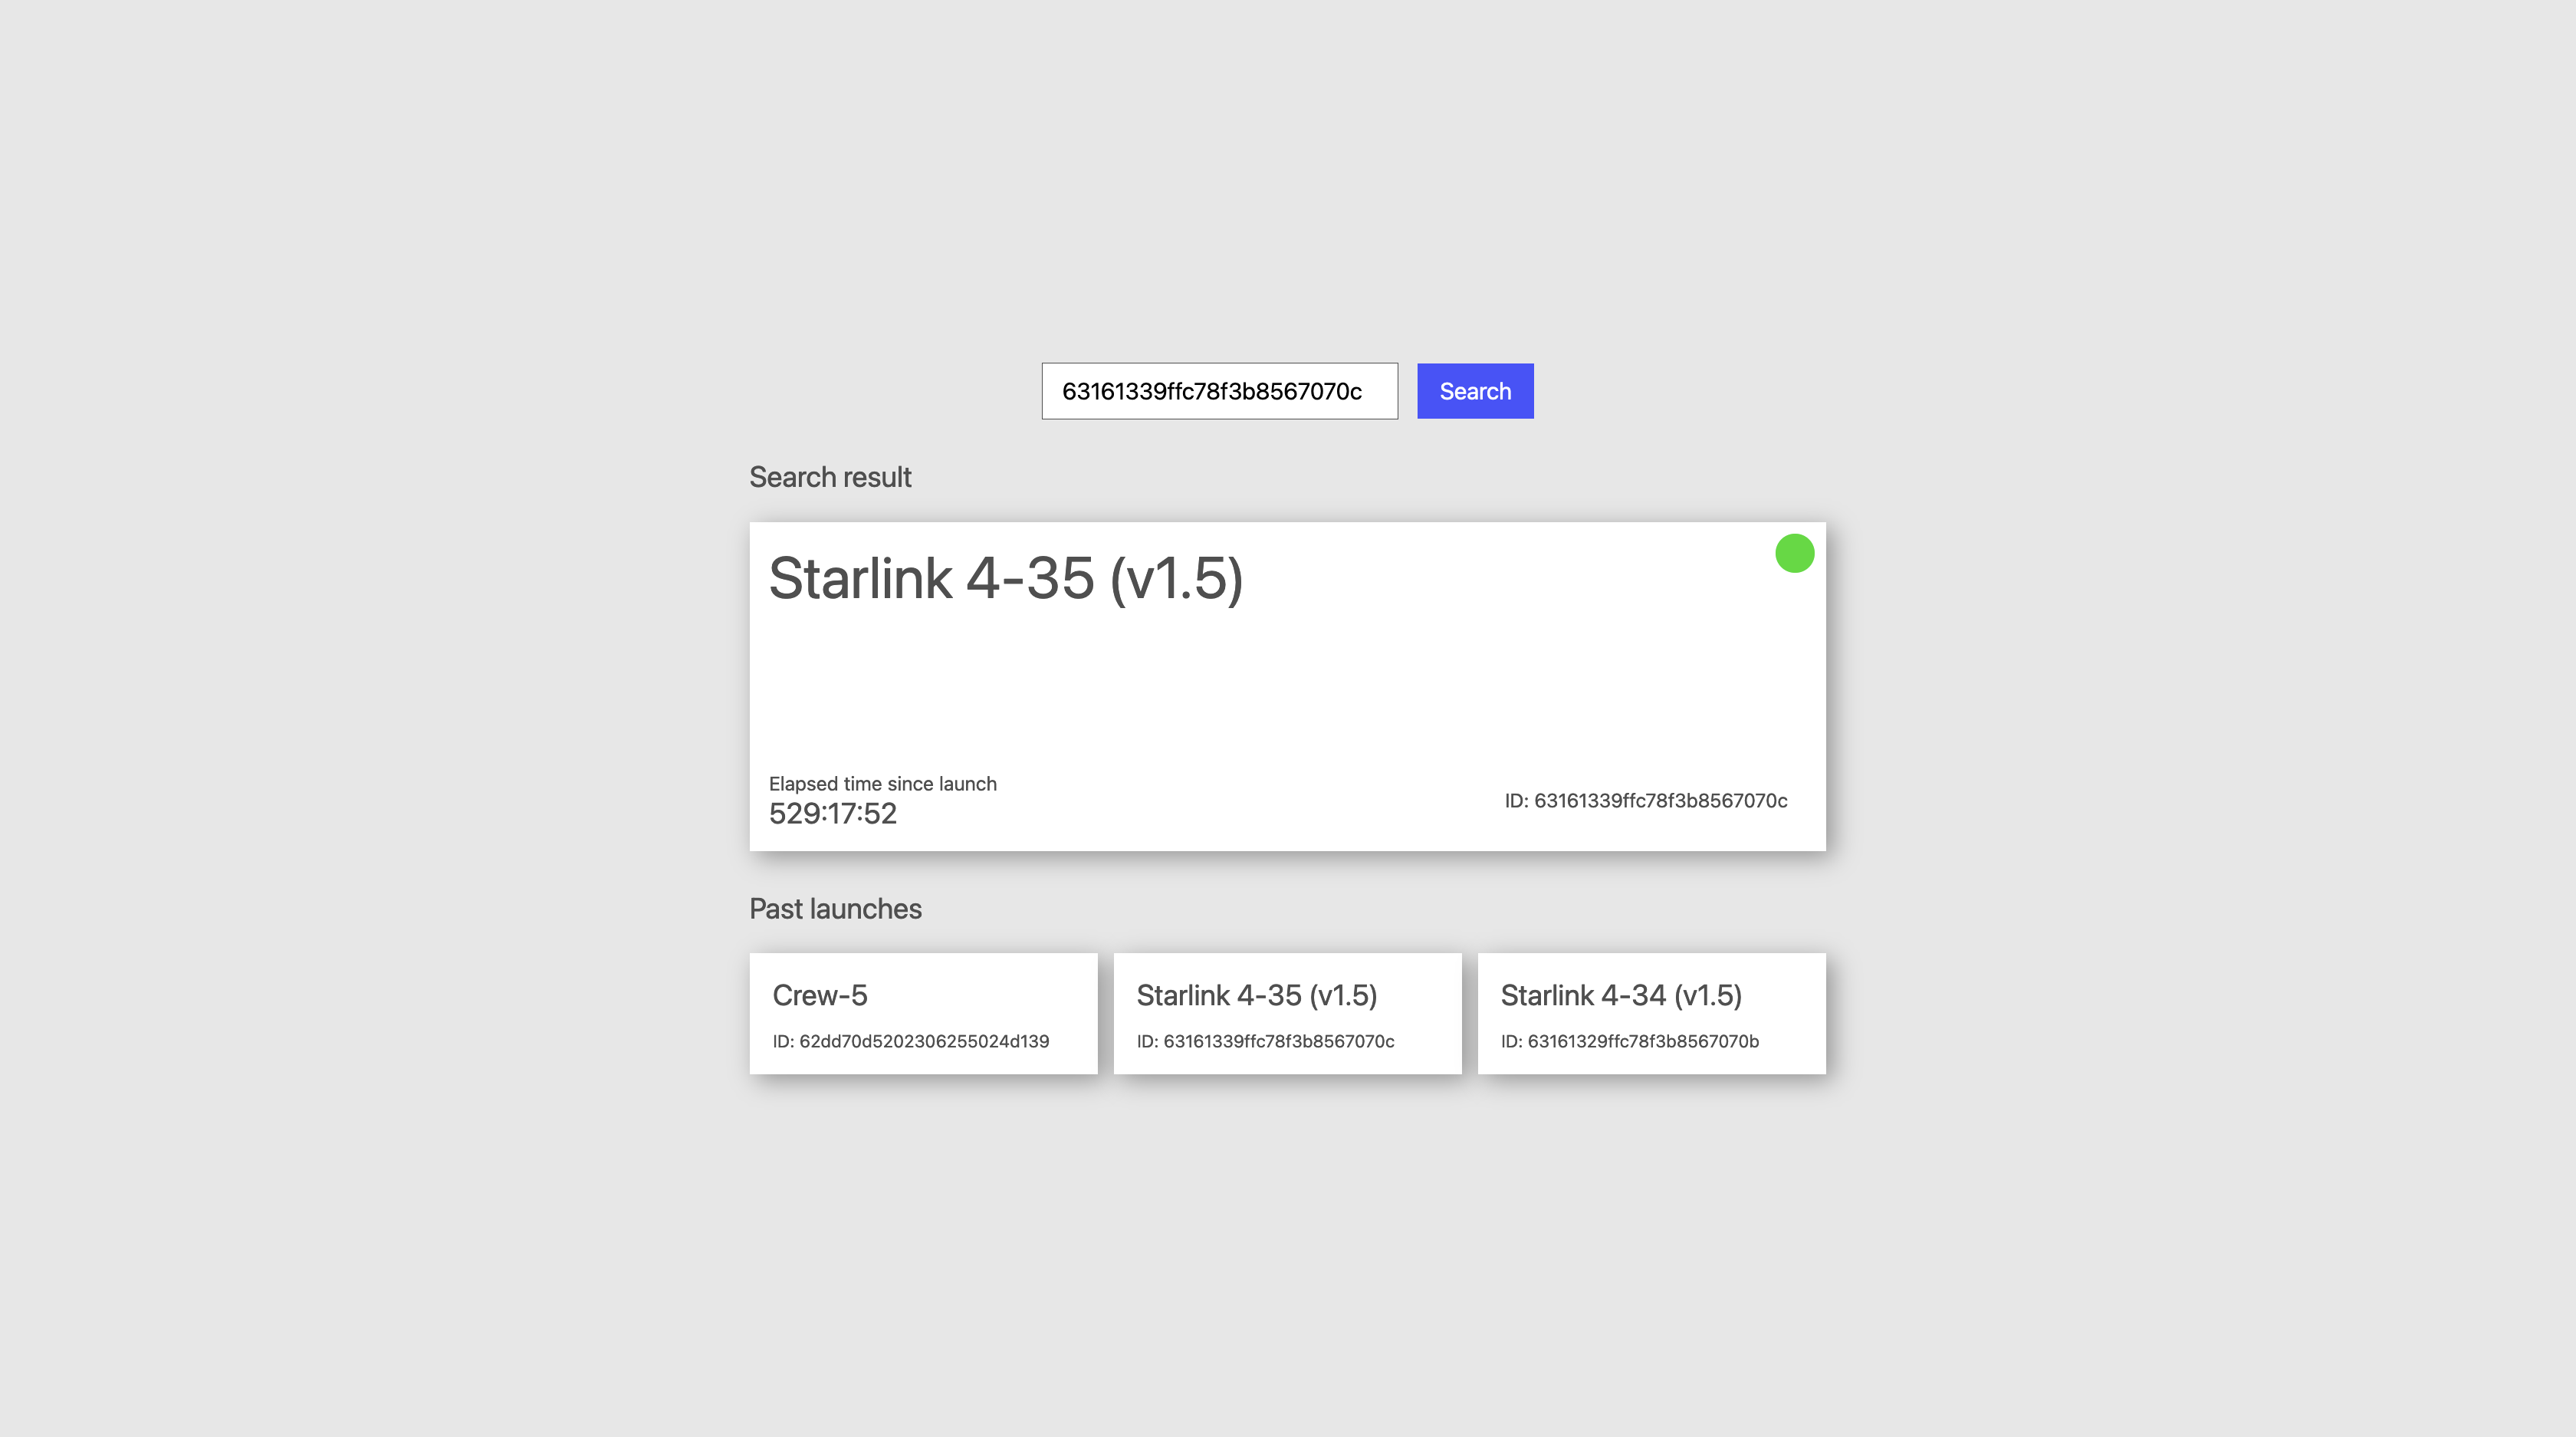 63161339ffc78f3b8567070c
Search
Search result
Starlink 4-35 (v1.5)
Elapsed time since launch
529:17:52
ID: 63161339ffc78f3b8567070c
Past launches
Crew-5
ID: 62dd70d5202306255024d139
Starlink 4-35 (v1.5)
ID: 63161339ffc78f3b8567070c
Starlink 4-34 (v1.5)
ID: 63161329ffc78f3b8567070b